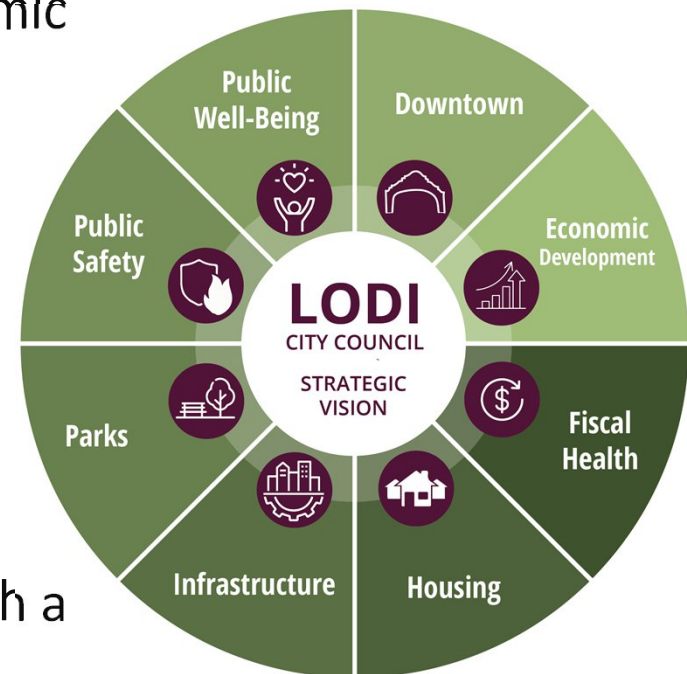 mic
Public
Well-Being
Downtown
Economic
Development
Public
Safety
LODI
CITY COUNCIL
STRATEGIC
VISION
$
Fiscal
Health
Parks
Infrastructure
Housing
h a